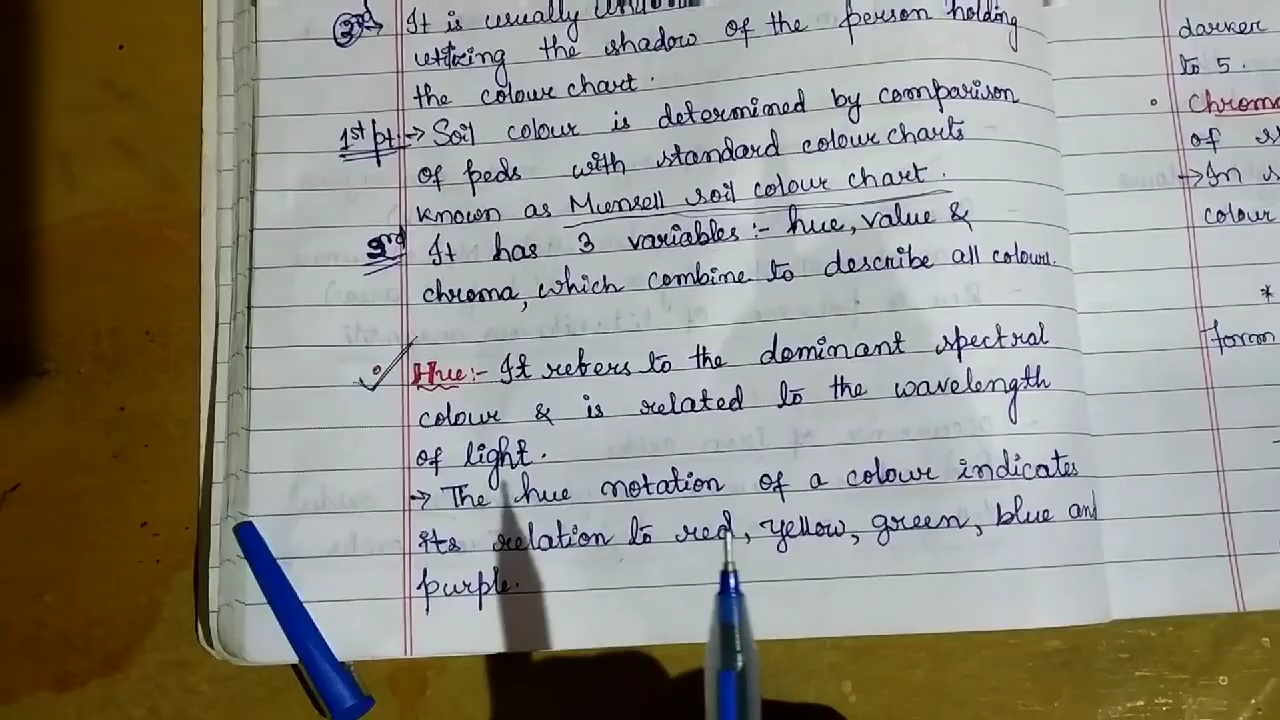 3rd → It is usually
utilizing the shadow of the person holding
the colour chart.
1st pt. → Soil colour is determined by comparison
of peds with standard colour charts
known as Munsell soil colour chart.
It has 3 variables :- hue, value &
chroma, which combine to describe all colours.
Hue :- It refers to the dominant spectral
colour & is related to the wavelength
of light.
→ The hue notation of a colour indicates
its relation to red, yellow, green, blue and
purple.
darker
to 5.
• Chroma
of
→ In
colour
*
form